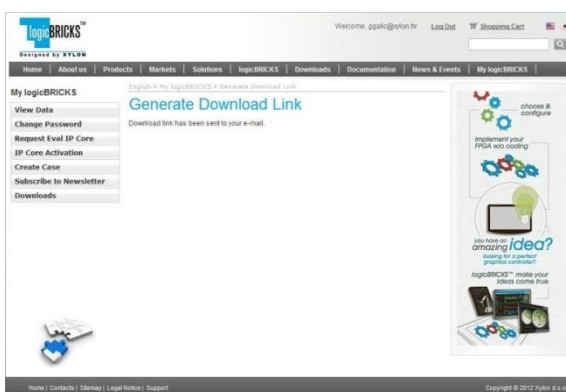 logicBRICKS™
Designed by XYLON
Welcome, ggalic@xylon.hr Log Out Shopping Cart
Home | About us | Products | Markets | Solutions | logicBRICKS | Downloads | Documentation | News & Events | My logicBRICKS |
My logicBRICKS
View Data
Change Password
Request Eval IP Core
IP Core Activation
Create Case
Subscribe to Newsletter
Downloads
English > My logicBRICKS > Generate Download Link
Generate Download Link
Download link has been sent to your e-mail.
choose &
configure
implement your
FPGA w/o coding
you have an
amazing idea?
looking for a perfect
graphics controller?
logicBRICKS™ make your
ideas come true
Home | Contacts | Sitemap | Legal Notice | Support
Copyright © 2012 Xylon d.o.o.